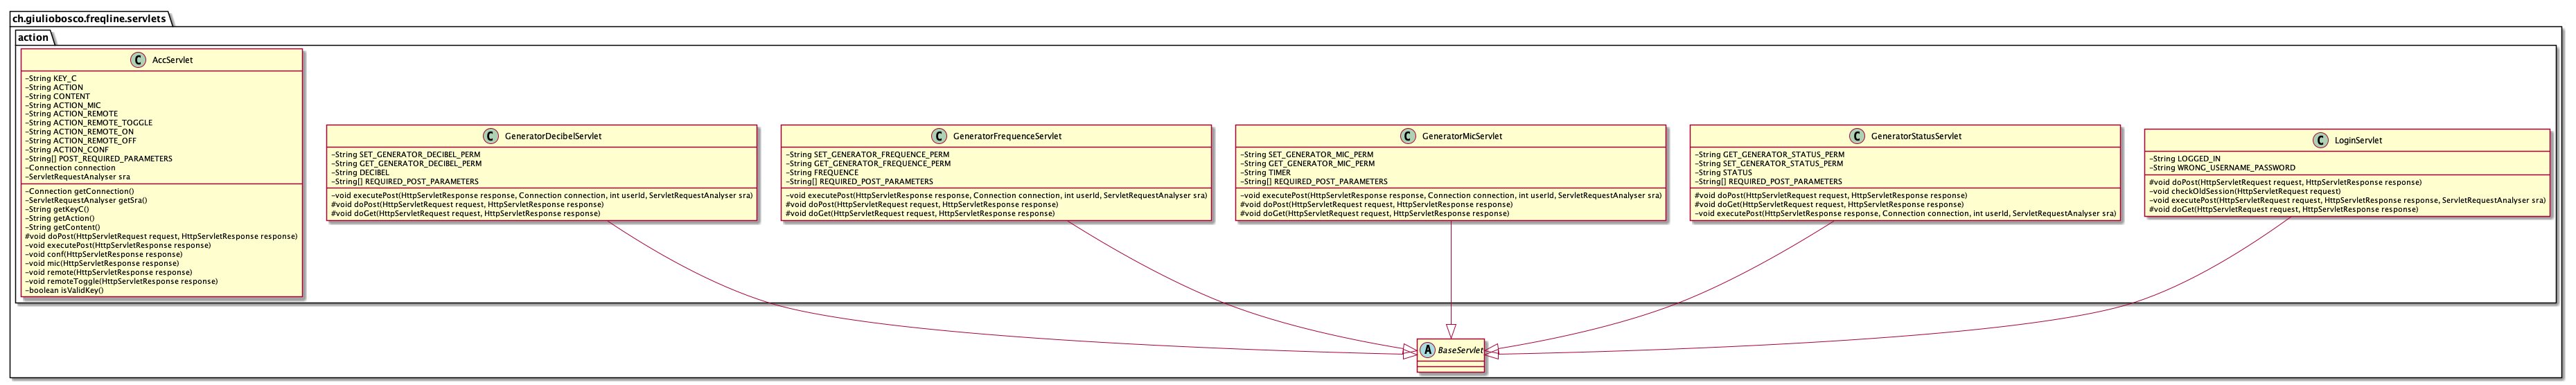 ch.giuliobosco.freqline.servlets
action
C AccServlet
-String KEY_C
-String ACTION
-String CONTENT
-String ACTION_MIC
-String ACTION_REMOTE
-String ACTION_REMOTE_TOGGLE
-String ACTION_REMOTE_ON
-String ACTION_REMOTE_OFF
-String ACTION_CONF
-String[] POST_REQUIRED_PARAMETERS
-Connection connection
-ServletRequestAnalyser sra
-Connection getConnection()
-ServletRequestAnalyser getSra()
-String getKeyC()
-String getAction()
-String getContent()
#void doPost(HttpServletRequest request, HttpServletResponse response)
-void executePost(HttpServletResponse response)
-void conf(HttpServletResponse response)
-void mic(HttpServletResponse response)
-void remote(HttpServletResponse response)
-void remoteToggle(HttpServletResponse response)
-boolean isValidKey()
C GeneratorDecibelServlet
-String SET_GENERATOR_DECIBEL_PERM
-String GET_GENERATOR_DECIBEL_PERM
-String DECIBEL
-String[] REQUIRED_POST_PARAMETERS
-void executePost(HttpServletResponse response, Connection connection, int userId, ServletRequestAnalyser sra)
#void doPost(HttpServletRequest request, HttpServletResponse response)
#void doGet(HttpServletRequest request, HttpServletResponse response)
C GeneratorFrequenceServlet
-String SET_GENERATOR_FREQUENCE_PERM
-String GET_GENERATOR_FREQUENCE_PERM
-String FREQUENCE
-String[] REQUIRED_POST_PARAMETERS
-void executePost(HttpServletResponse response, Connection connection, int userId, ServletRequestAnalyser sra)
#void doPost(HttpServletRequest request, HttpServletResponse response)
#void doGet(HttpServletRequest request, HttpServletResponse response)
C GeneratorMicServlet
-String SET_GENERATOR_MIC_PERM
-String GET_GENERATOR_MIC_PERM
-String TIMER
-String[] REQUIRED_POST_PARAMETERS
-void executePost(HttpServletResponse response, Connection connection, int userId, ServletRequestAnalyser sra)
#void doPost(HttpServletRequest request, HttpServletResponse response)
#void doGet(HttpServletRequest request, HttpServletResponse response)
C GeneratorStatusServlet
-String GET_GENERATOR_STATUS_PERM
-String SET_GENERATOR_STATUS_PERM
-String STATUS
-String[] REQUIRED_POST_PARAMETERS
#void doPost(HttpServletRequest request, HttpServletResponse response)
#void doGet(HttpServletRequest request, HttpServletResponse response)
-void executePost(HttpServletResponse response, Connection connection, int userId, ServletRequestAnalyser sra)
C LoginServlet
-String LOGGED_IN
-String WRONG_USERNAME_PASSWORD
#void doPost(HttpServletRequest request, HttpServletResponse response)
-void checkOldSession(HttpServletRequest request)
-void executePost(HttpServletRequest request, HttpServletResponse response, ServletRequestAnalyser sra)
#void doGet(HttpServletRequest request, HttpServletResponse response)
A BaseServlet